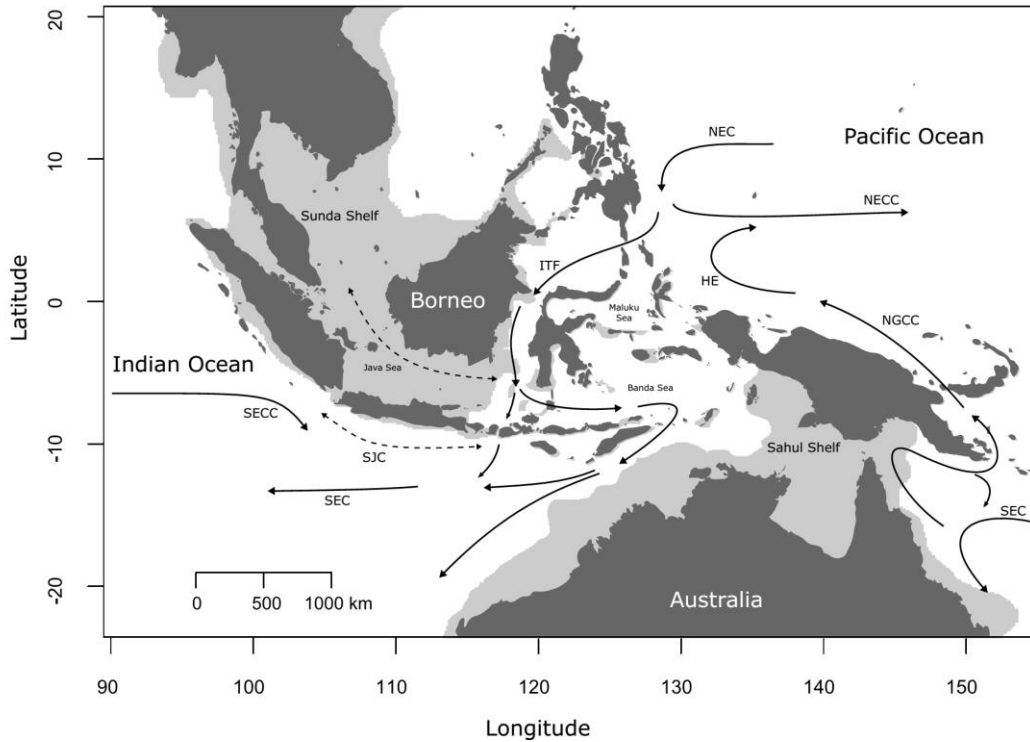 20
10
0
-10
-20
Latitude
NEC
Pacific Ocean
NECC
Sunda Shelf
ITF
HE
Borneo
Maluku
Sea
NGCC
Indian Ocean
Java Sea
Banda Sea
SECC
SJC
Sahul Shelf
SEC
SEC
0 500 1000 km
Australia
90 100 110 120 130 140 150
Longitude